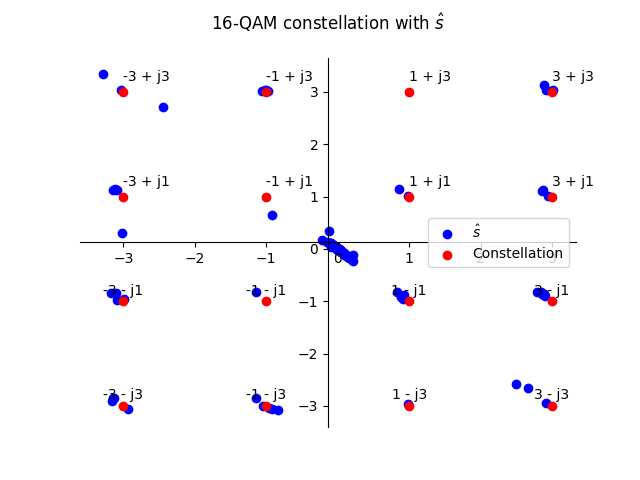 16-QAM constellation with ŝ
-3 + j3 -1 + j3 1 + j3 3 + j3
3
2
-3 + j1 -1 + j1 1 + j1 3 + j1
1
ŝ
0
Constellation
−3 −2 −1 0 1 2 3
-3 - j1 -1 - j1 1 - j1 3 - j1
−1
−2
-3 - j3 -1 - j3 1 - j3 3 - j3
−3